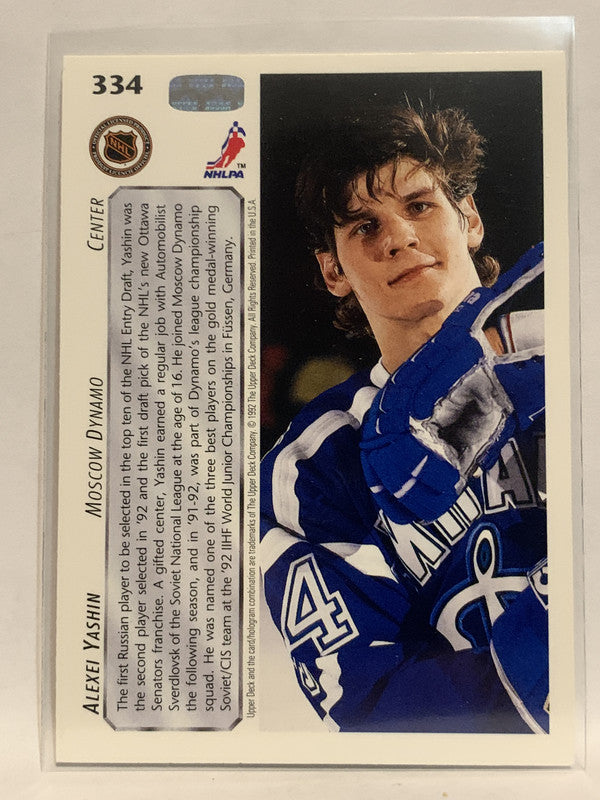 334
NHL
NHLPA
TM
ALEXEI YASHIN MOSCOW DYNAMO CENTER
The first Russian player to be selected in the top ten of the NHL Entry Draft, Yashin was
the second player selected in '92 and the first draft pick of the NHL's new Ottawa
Senators franchise. A gifted center, Yashin earned a regular job with Automobilist
Sverdlovsk of the Soviet National League at the age of 16. He joined Moscow Dynamo
the following season, and in '91-92, was part of Dynamo's league championship
squad. He was named one of the three best players on the gold medal-winning
Soviet/CIS team at the '92 IIHF World Junior Championships in Füssen, Germany.
Upper Deck and the card/hologram combination are trademarks of The Upper Deck Company. © 1992 The Upper Deck Company. All Rights Reserved. Printed in the U.S.A.
4